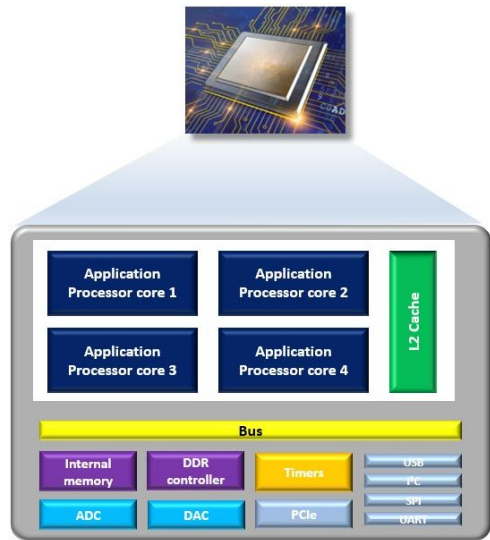 Application
Processor core 1
Application
Processor core 2
Application
Processor core 3
Application
Processor core 4
L2 Cache
Bus
Internal
memory
DDR
controller
Timers
USB
I²C
SPI
UART
ADC
DAC
PCIe